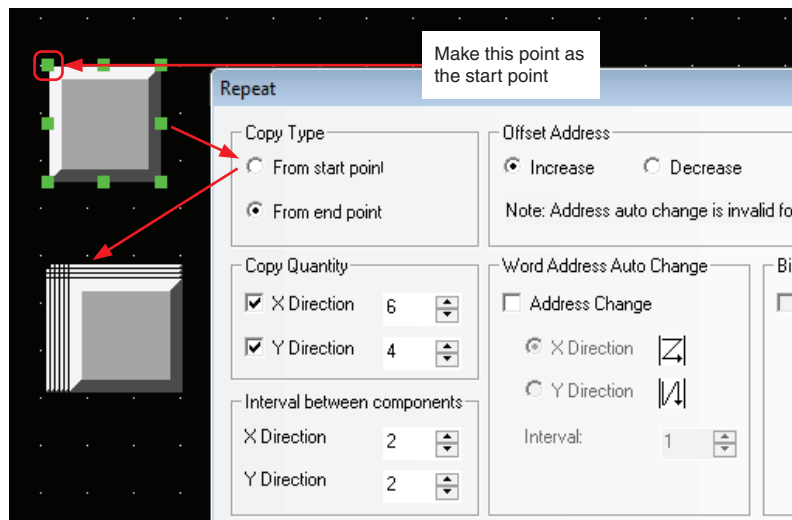 Make this point as
the start point
Repeat
Copy Type
From start point
From end point
Offset Address
Increase
Decrease
Note: Address auto change is invalid fo
Copy Quantity
X Direction 6
Y Direction 4
Word Address Auto Change
Address Change
X Direction
Y Direction
Interval: 1
Bi
Interval between components
X Direction 2
Y Direction 2